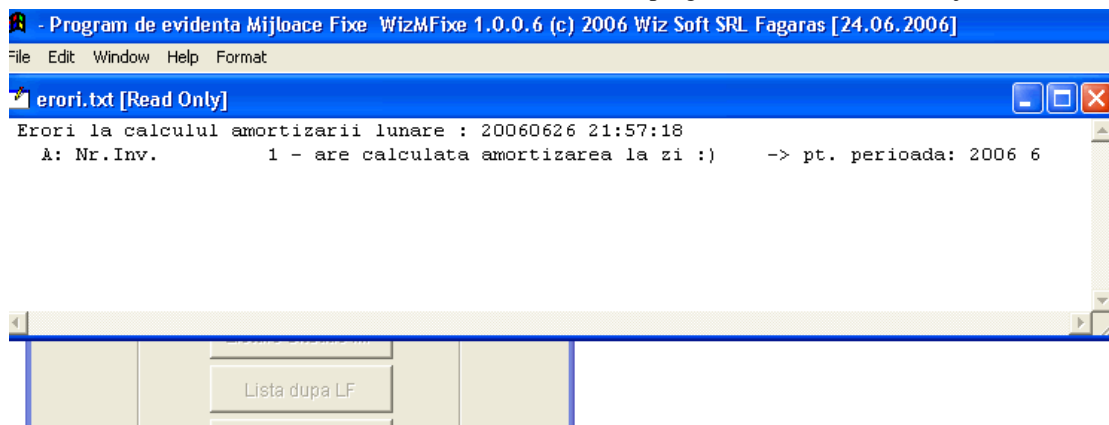 - Program de evidenta Mijloace Fixe WizMFixe 1.0.0.6 (c) 2006 Wiz Soft SRL Fagaras [24.06.2006]
File Edit Window Help Format
erori.txt [Read Only]
Erori la calculul amortizarii lunare : 20060626 21:57:18
A: Nr.Inv. 1 - are calculata amortizarea la zi :) -> pt. perioada: 2006 6
Lista dupa LF